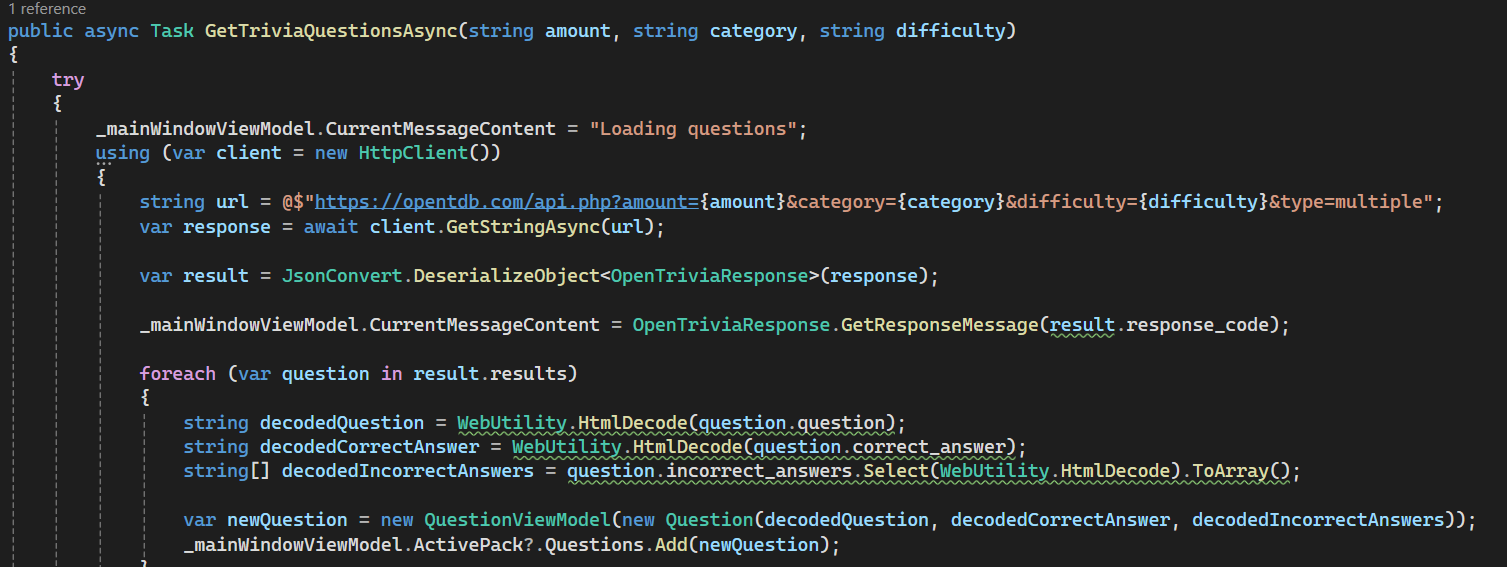 1 reference
public async Task GetTriviaQuestionsAsync(string amount, string category, string difficulty)
{
try
{
_mainWindowViewModel.CurrentMessageContent = "Loading questions";
using (var client = new HttpClient())
{
string url = @$"https://opentdb.com/api.php?amount={amount}&category={category}&difficulty={difficulty}&type=multiple";
var response = await client.GetStringAsync(url);
var result = JsonConvert.DeserializeObject<OpenTriviaResponse>(response);
_mainWindowViewModel.CurrentMessageContent = OpenTriviaResponse.GetResponseMessage(result.response_code);
foreach (var question in result.results)
{
string decodedQuestion = WebUtility.HtmlDecode(question.question);
string decodedCorrectAnswer = WebUtility.HtmlDecode(question.correct_answer);
string[] decodedIncorrectAnswers = question.incorrect_answers.Select(WebUtility.HtmlDecode).ToArray();
var newQuestion = new QuestionViewModel(new Question(decodedQuestion, decodedCorrectAnswer, decodedIncorrectAnswers));
_mainWindowViewModel.ActivePack?.Questions.Add(newQuestion);
}